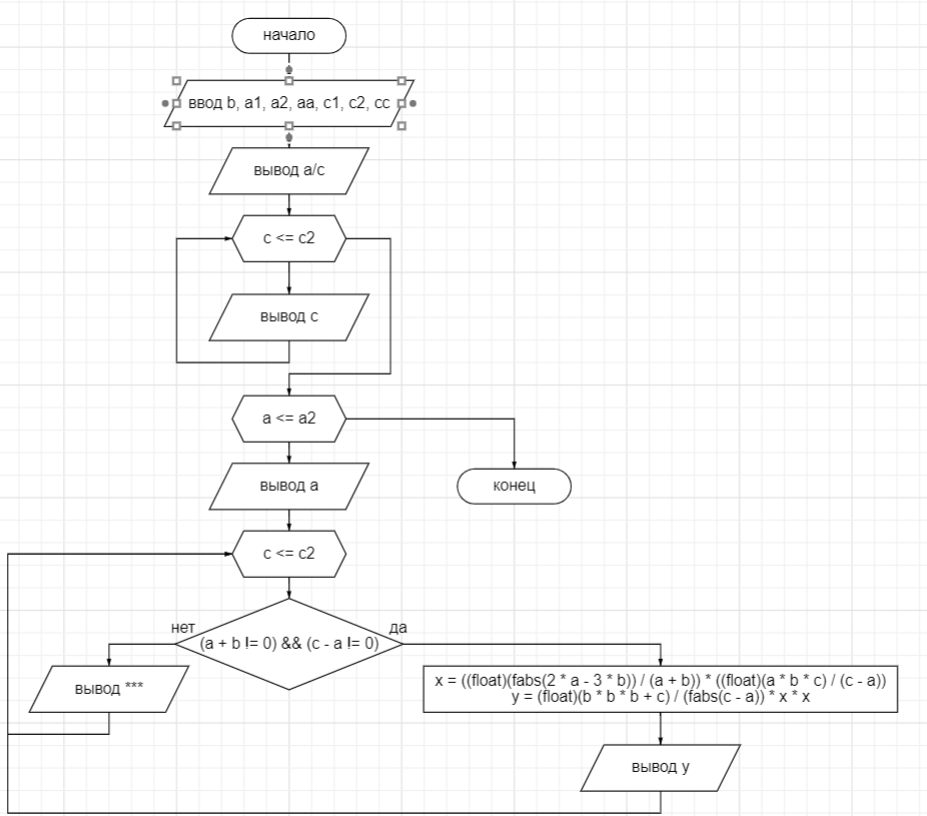 начало
ввод b, a1, a2, aa, c1, c2, cc
вывод a/c
c <= c2
вывод c
a <= a2
вывод a
конец
c <= c2
нет
да
(a + b != 0) && (c - a != 0)
вывод ***
x = ((float)(fabs(2 * a - 3 * b)) / (a + b)) * ((float)(a * b * c) / (c - a))
y = (float)(b * b * b + c) / (fabs(c - a)) * x * x
вывод y